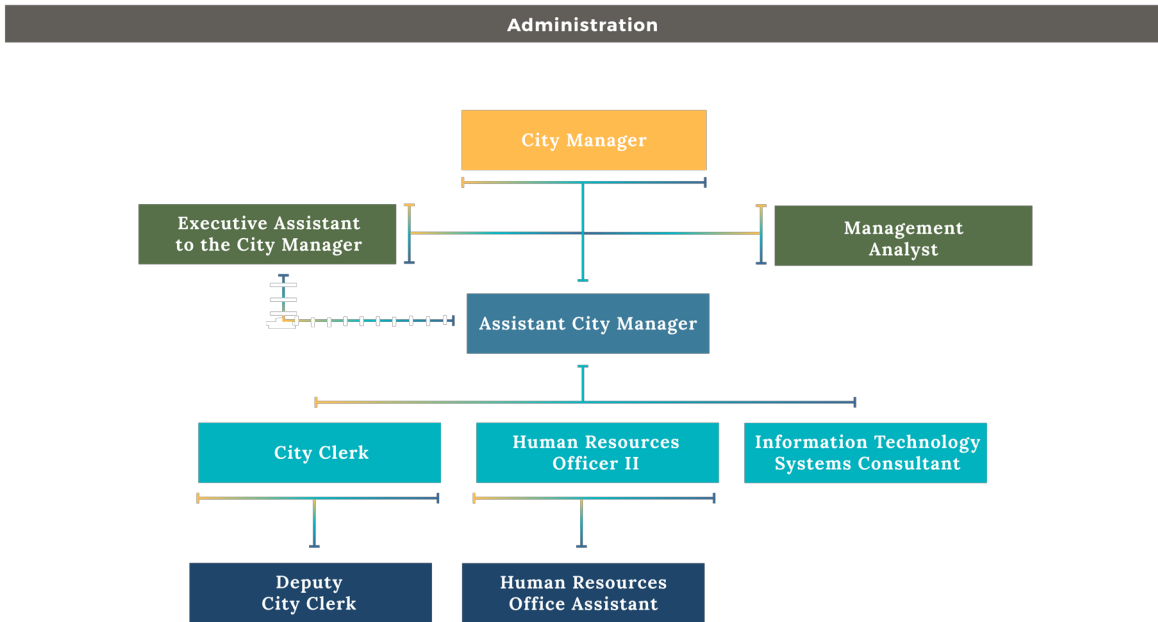 Administration
City Manager
Executive Assistant
to the City Manager
Management
Analyst
Assistant City Manager
City Clerk
Human Resources
Officer II
Information Technology
Systems Consultant
Deputy
City Clerk
Human Resources
Office Assistant